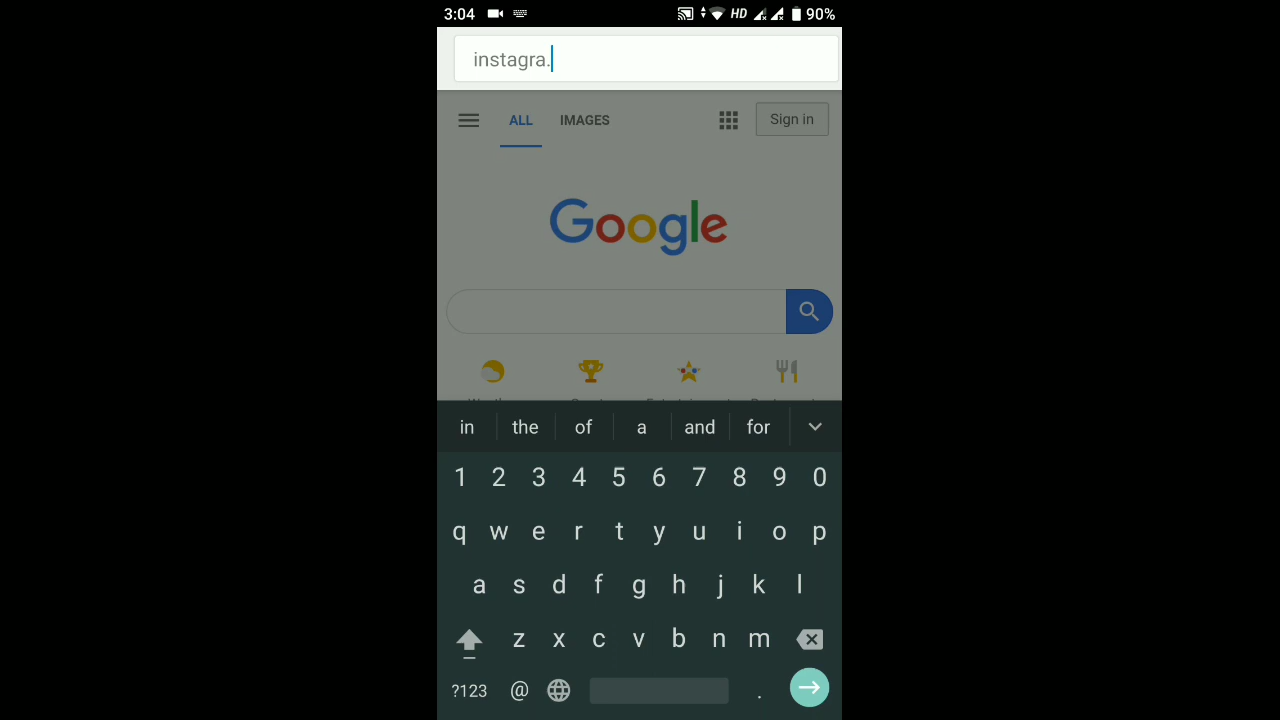 3:04 HD 90%
instagra.
ALL IMAGES Sign in
Google
in the of a and for
1 2 3 4 5 6 7 8 9 0
q w e r t y u i o p
a s d f g h j k l
z x c v b n m
?123 @ .